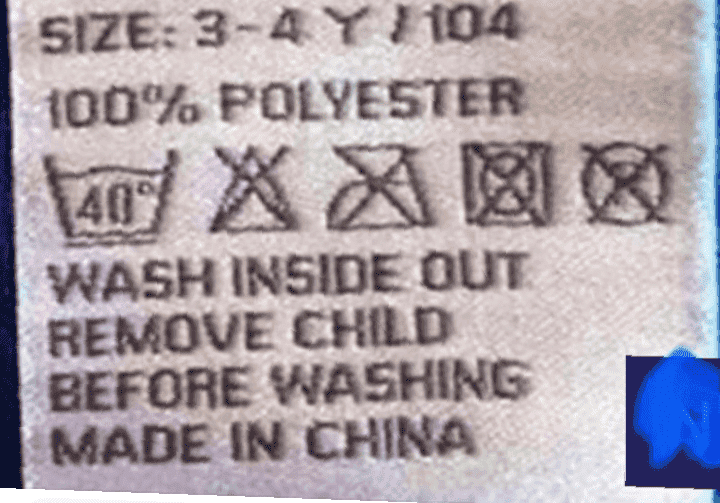 SIZE: 3-4 Y / 104
100% POLYESTER
40°
WASH INSIDE OUT
REMOVE CHILD
BEFORE WASHING
MADE IN CHINA